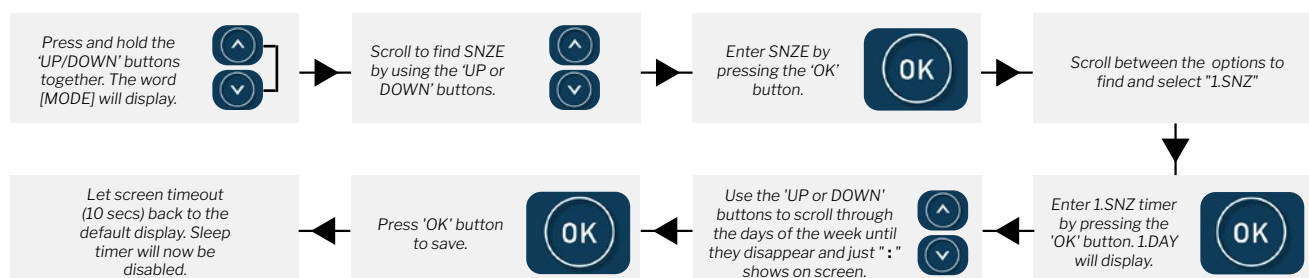 Press and hold the
‘UP/DOWN’ buttons
together. The word
[MODE] will display.
Scroll to find SNZE
by using the ‘UP or
DOWN’ buttons.
Enter SNZE by
pressing the ‘OK’
button.
OK
Scroll between the options to
find and select "1.SNZ"
Enter 1.SNZ timer
by pressing the
'OK' button. 1.DAY
will display.
OK
Use the 'UP or DOWN'
buttons to scroll through
the days of the week until
they disappear and just ":"
shows on screen.
Press 'OK' button
to save.
OK
Let screen timeout
(10 secs) back to the
default display. Sleep
timer will now be
disabled.